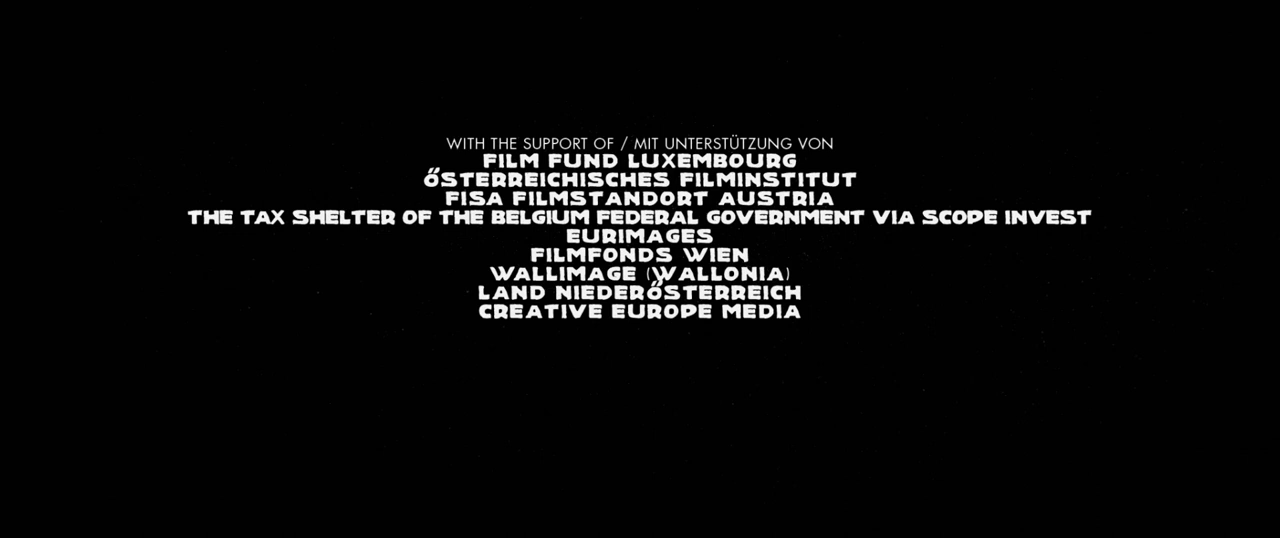 WITH THE SUPPORT OF / MIT UNTERSTÜTZUNG VON
FILM FUND LUXEMBOURG
ŐSTERREICHISCHES FILMINSTITUT
FISA FILMSTANDORT AUSTRIA
THE TAX SHELTER OF THE BELGIUM FEDERAL GOVERNMENT VIA SCOPE INVEST
EURIMAGES
FILMFONDS WIEN
WALLIMAGE (WALLONIA)
LAND NIEDERŐSTERREICH
CREATIVE EUROPE MEDIA